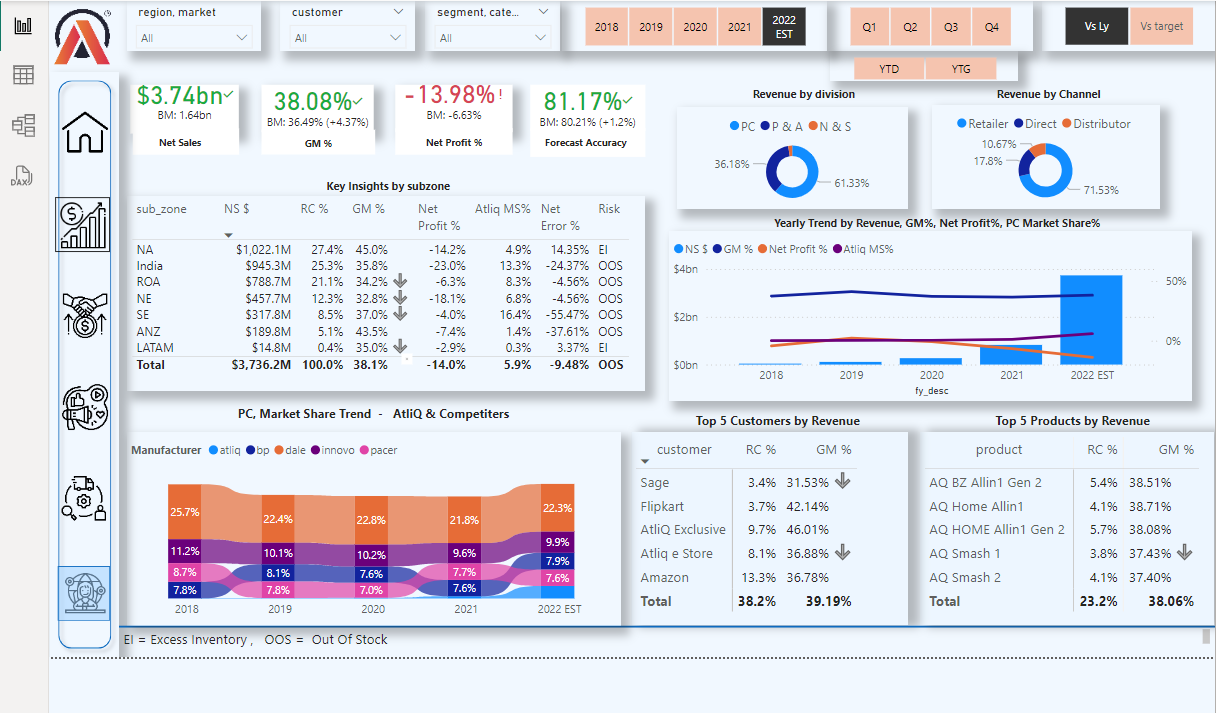 region, market
customer
segment, cate...
All
All
All
2018 2019 2020 2021 2022 EST
Q1 Q2 Q3 Q4
YTD YTG
Vs Ly Vs target
DAX
$3.74bn
BM: 1.64bn
Net Sales
38.08%
BM: 36.49% (+4.37%)
GM %
-13.98%!
BM: -6.63%
Net Profit %
81.17%
BM: 80.21% (+1.2%)
Forecast Accuracy
Revenue by division
PC P & A N & S
36.18%
61.33%
Revenue by Channel
Retailer Direct Distributor
10.67%
17.8%
71.53%
Key Insights by subzone
sub_zone NS $ RC % GM % Net Profit % Atliq MS% Net Error % Risk
NA $1,022.1M 27.4% 45.0% -14.2% 4.9% 14.35% EI
India $945.3M 25.3% 35.8% -23.0% 13.3% -24.37% OOS
ROA $788.7M 21.1% 34.2% -6.3% 8.3% -4.56% OOS
NE $457.7M 12.3% 32.8% -18.1% 6.8% -4.56% OOS
SE $317.8M 8.5% 37.0% -4.0% 16.4% -55.47% OOS
ANZ $189.8M 5.1% 43.5% -7.4% 1.4% -37.61% OOS
LATAM $14.8M 0.4% 35.0% -2.9% 0.3% 3.37% EI
Total $3,736.2M 100.0% 38.1% -14.0% 5.9% -9.48% OOS
Yearly Trend by Revenue, GM%, Net Profit%, PC Market Share%
NS $ GM % Net Profit % Atliq MS%
$4bn
50%
$2bn
0%
$0bn
2018 2019 2020 2021 2022 EST
fy_desc
PC, Market Share Trend - AtliQ & Competiters
Manufacturer atliq bp dale innovo pacer
25.7% 22.4% 22.8% 21.8% 22.3%
11.2% 10.1% 10.2% 9.6% 9.9%
8.7% 8.1% 7.6% 7.7% 7.9%
7.8% 7.8% 7.0% 7.6% 7.6%
2018 2019 2020 2021 2022 EST
Top 5 Customers by Revenue
customer RC % GM %
Sage 3.4% 31.53%
Flipkart 3.7% 42.14%
AtliQ Exclusive 9.7% 46.01%
Atliq e Store 8.1% 36.88%
Amazon 13.3% 36.78%
Total 38.2% 39.19%
Top 5 Products by Revenue
product RC % GM %
AQ BZ Allin1 Gen 2 5.4% 38.51%
AQ Home Allin1 4.1% 38.71%
AQ HOME Allin1 Gen 2 5.7% 38.08%
AQ Smash 1 3.8% 37.43%
AQ Smash 2 4.1% 37.40%
Total 23.2% 38.06%
EI = Excess Inventory , OOS = Out Of Stock